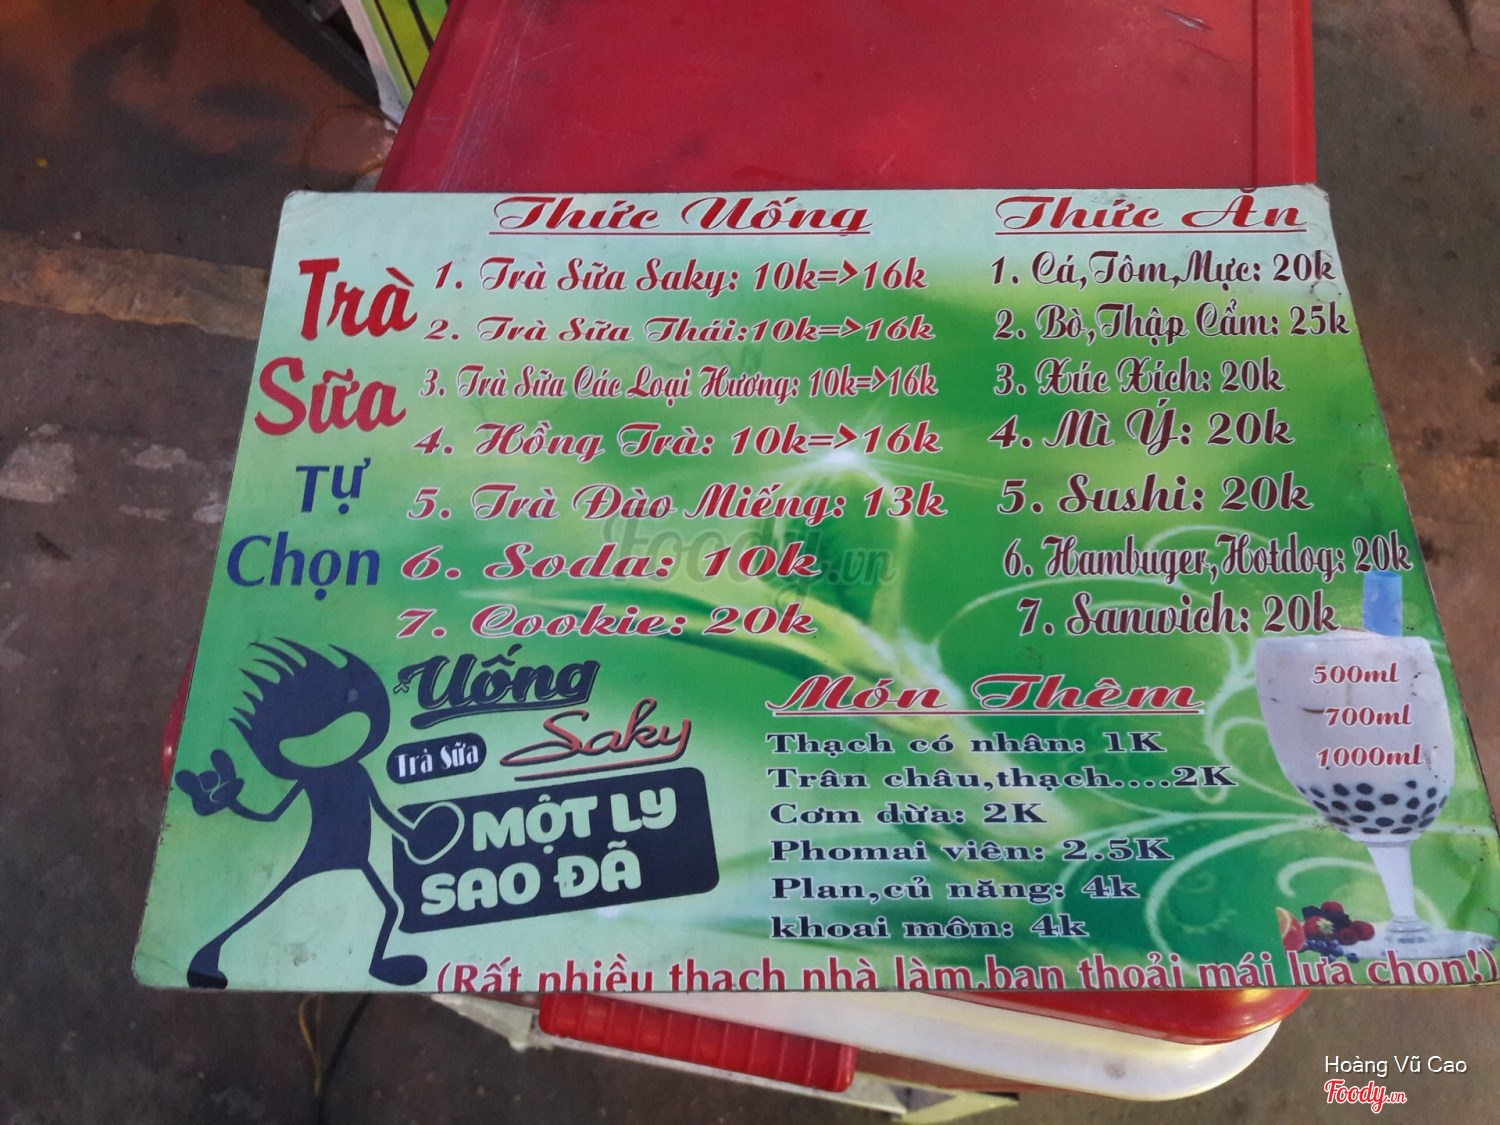 Trà
Sữa
Tự
Chọn
Thức Uống
1. Trà Sữa Saky: 10k=>16k
2. Trà Sữa Thái:10k=>16k
3. Trà Sữa Các Loại Hương: 10k=>16k
4. Hồng Trà: 10k=>16k
5. Trà Đào Miếng: 13k
6. Soda: 10k
7. Cookie: 20k
Thức Ăn
1. Cá,Tôm,Mực: 20k
2. Bò,Thập Cẩm: 25k
3. Xúc Xích: 20k
4. Mì Ý: 20k
5. Sushi: 20k
6. Hambuger,Hotdog: 20k
7. Sanwich: 20k
Uống
Trà Sữa Saky
MỘT LY
SAO ĐÃ
Món Thêm
Thạch có nhân: 1K
Trân châu,thạch....2K
Cơm dừa: 2K
Phomai viên: 2.5K
Plan,củ năng: 4k
khoai môn: 4k
500ml
700ml
1000ml
(Rất nhiều thạch nhà làm,bạn thoải mái lựa chọn!)
Foody.vn
Hoàng Vũ Cao
Foody.vn